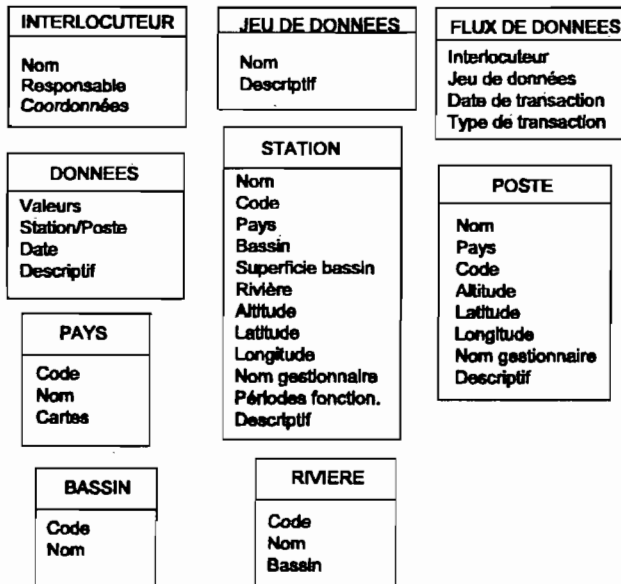 INTERLOCUTEUR
Nom
Responsable
Coordonnées
JEU DE DONNEES
Nom
Descriptif
FLUX DE DONNEES
Interlocuteur
Jeu de données
Date de transaction
Type de transaction
DONNEES
Valeurs
Station/Poste
Date
Descriptif
STATION
Nom
Code
Pays
Bassin
Superficie bassin
Rivière
Altitude
Latitude
Longitude
Nom gestionnaire
Périodes fonction.
Descriptif
POSTE
Nom
Pays
Code
Altitude
Latitude
Longitude
Nom gestionnaire
Descriptif
PAYS
Code
Nom
Cartes
BASSIN
Code
Nom
RIVIERE
Code
Nom
Bassin